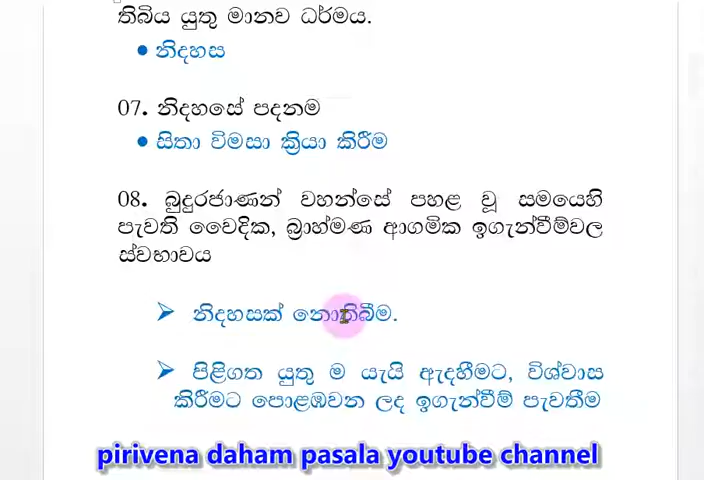 තිබිය යුතු මානව ධර්මය.
• නිදහස
07. නිදහසේ පදනම
• සිතා විමසා ක්‍රියා කිරීම
08. බුදුරජාණන් වහන්සේ පහළ වූ සමයෙහි
පැවති වෛදික, බ්‍රාහ්මණ ආගමික ඉගැන්වීම්වල
ස්වභාවය
➢ නිදහසක් නොතිබීම.
➢ පිළිගත යුතු ම යැයි ඇදහීමට, විශ්වාස
කිරීමට පොළඹවන ලද ඉගැන්වීම් පැවතීම
pirivena daham pasala youtube channel